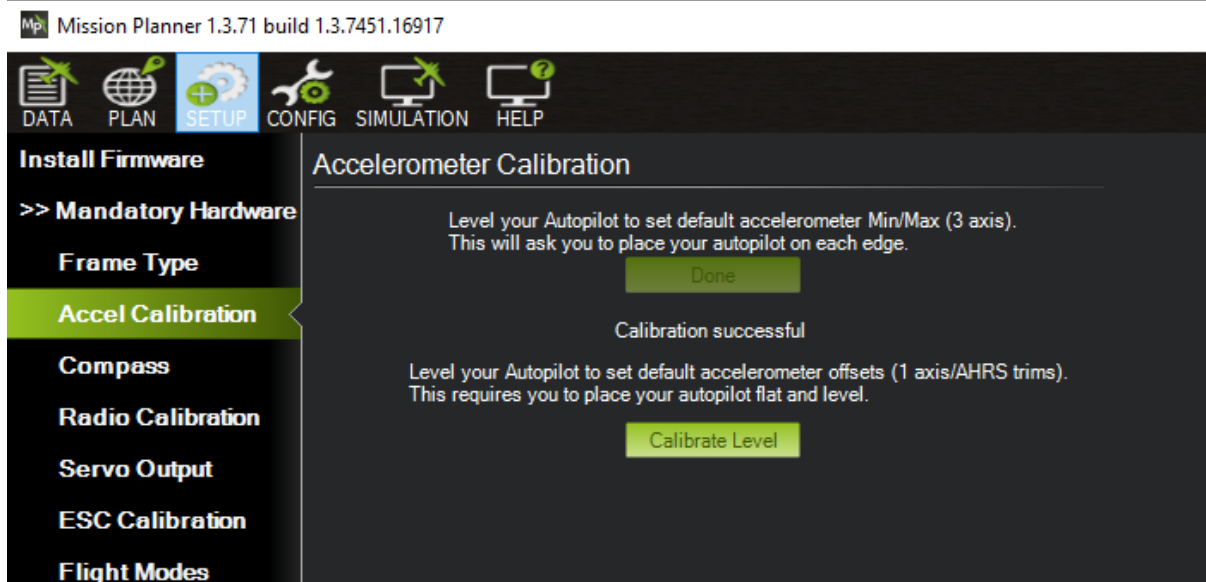 Mp Mission Planner 1.3.71 build 1.3.7451.16917
DATA PLAN SETUP CONFIG SIMULATION HELP
Install Firmware
>> Mandatory Hardware
Frame Type
Accel Calibration
Compass
Radio Calibration
Servo Output
ESC Calibration
Flight Modes
Accelerometer Calibration
Level your Autopilot to set default accelerometer Min/Max (3 axis).
This will ask you to place your autopilot on each edge.
Done
Calibration successful
Level your Autopilot to set default accelerometer offsets (1 axis/AHRS trims).
This requires you to place your autopilot flat and level.
Calibrate Level